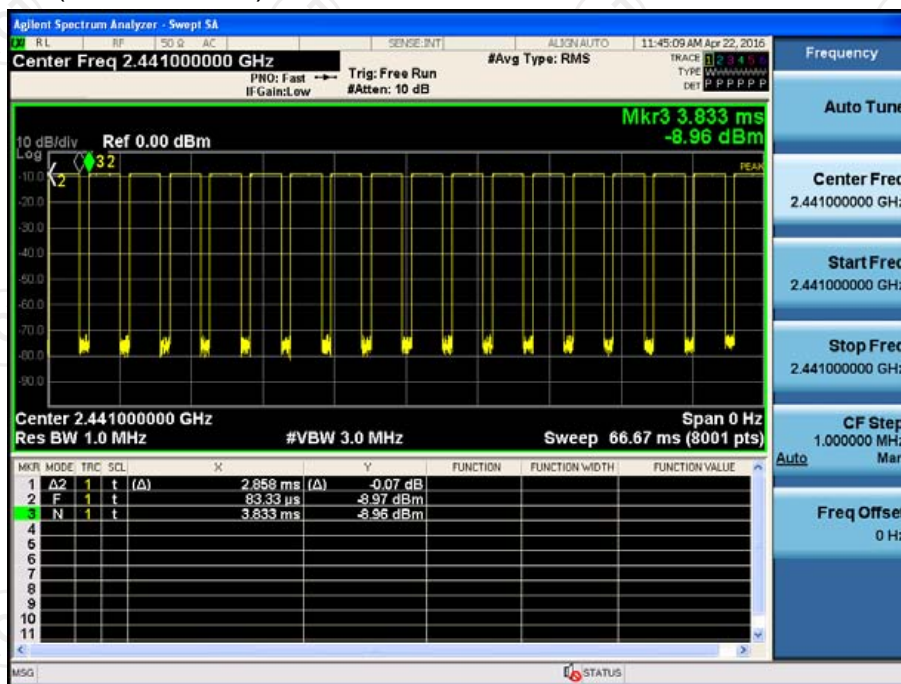 Agilent Spectrum Analyzer - Swept SA
RL RF 50 Ω AC SENSE:INT ALIGN AUTO 11:45:09 AM Apr 22, 2016
Center Freq 2.441000000 GHz #Avg Type: RMS TRACE 1 2 3 4 5 6
PNO: Fast Trig: Free Run TYPE
IFGain:Low #Atten: 10 dB DET P P P P P P
Mkr3 3.833 ms
-8.96 dBm
10 dB/div Ref 0.00 dBm
Log
3 2
2
PEAK
-10.0
-20.0
-30.0
-40.0
-50.0
-60.0
-70.0
-80.0
-90.0
Center 2.441000000 GHz Span 0 Hz
Res BW 1.0 MHz #VBW 3.0 MHz Sweep 66.67 ms (8001 pts)
MKR MODE TRC SCL X Y FUNCTION FUNCTION WIDTH FUNCTION VALUE
1 Δ2 1 t (Δ) 2.858 ms (Δ) -0.07 dB
2 F 1 t 83.33 µs -8.97 dBm
3 N 1 t 3.833 ms -8.96 dBm
4
5
6
7
8
9
10
11
MSG STATUS
Frequency
Auto Tune
Center Freq
2.441000000 GHz
Start Freq
2.441000000 GHz
Stop Freq
2.441000000 GHz
CF Step
1.000000 MHz
Auto Man
Freq Offset
0 Hz